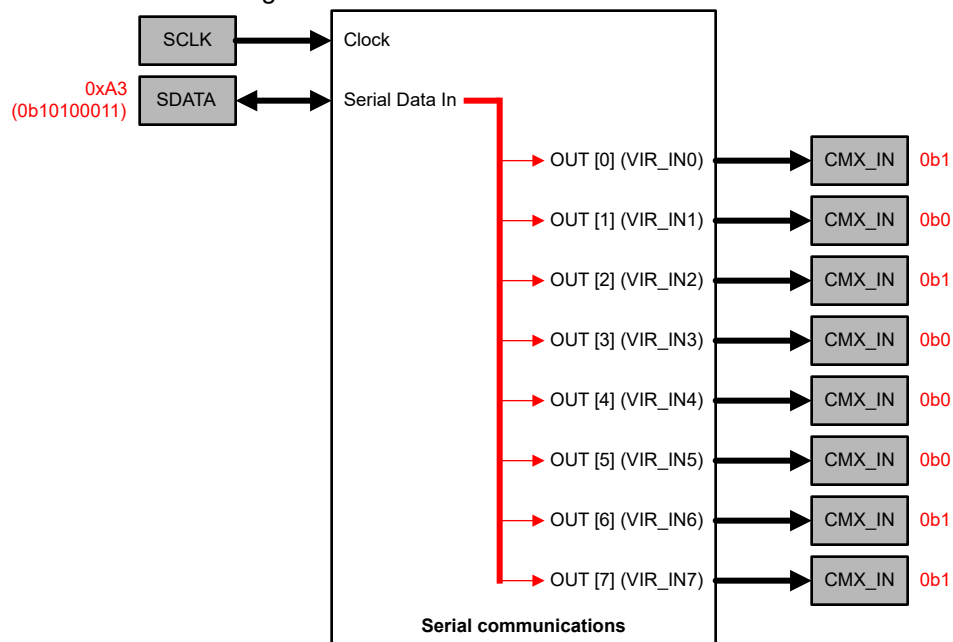 SCLK
Clock
0xA3
(0b10100011)
SDATA
Serial Data In
OUT [0] (VIR_IN0)
CMX_IN
0b1
OUT [1] (VIR_IN1)
CMX_IN
0b0
OUT [2] (VIR_IN2)
CMX_IN
0b1
OUT [3] (VIR_IN3)
CMX_IN
0b0
OUT [4] (VIR_IN4)
CMX_IN
0b0
OUT [5] (VIR_IN5)
CMX_IN
0b0
OUT [6] (VIR_IN6)
CMX_IN
0b1
OUT [7] (VIR_IN7)
CMX_IN
0b1
Serial communications